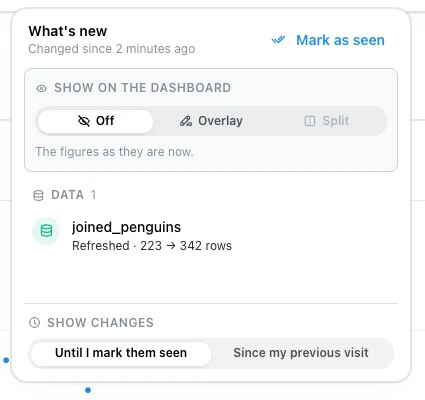 What's new
Changed since 2 minutes ago
Mark as seen
SHOW ON THE DASHBOARD
Off
Overlay
Split
The figures as they are now.
DATA 1
joined_penguins
Refreshed · 223 → 342 rows
SHOW CHANGES
Until I mark them seen
Since my previous visit